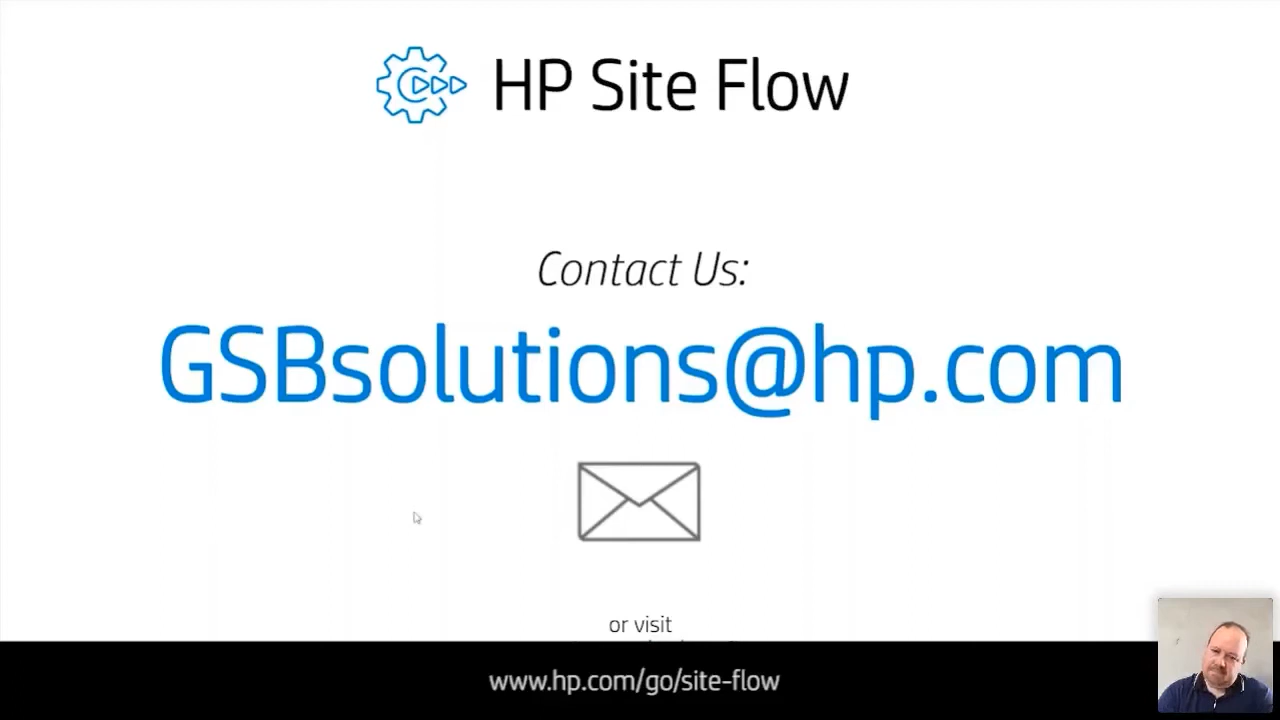 HP Site Flow
Contact Us:
GSBsolutions@hp.com
or visit
www.hp.com/go/site-flow